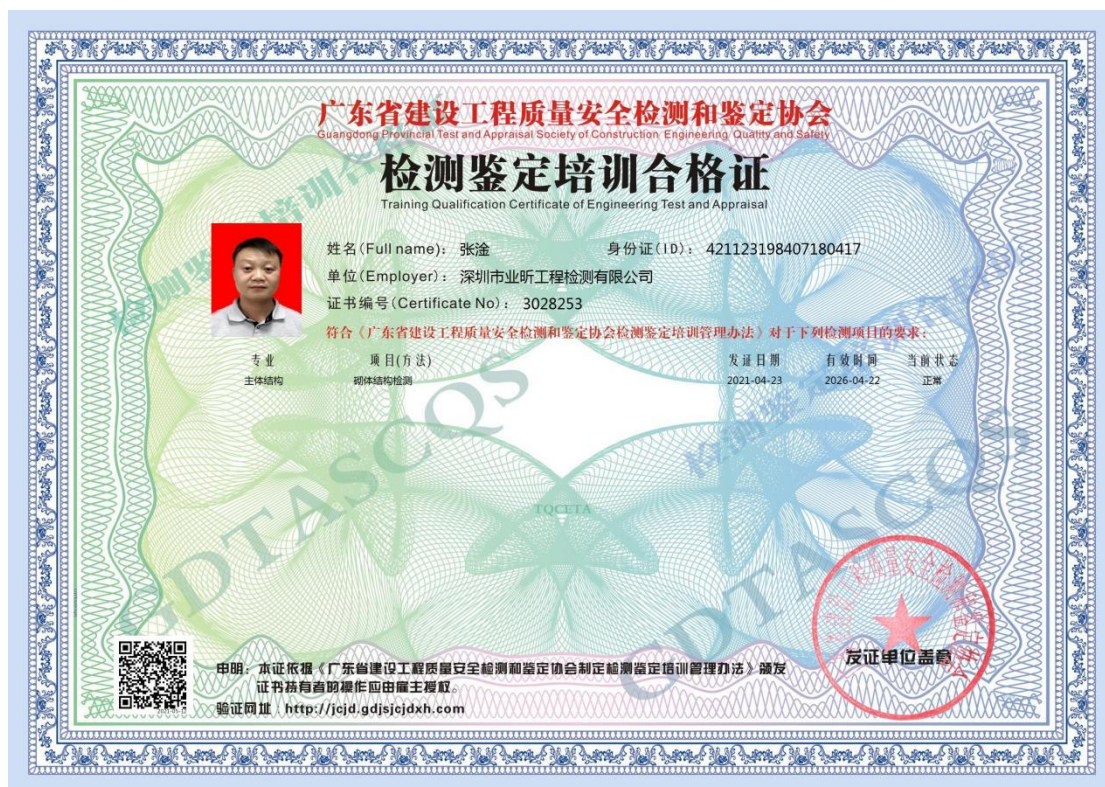 广东省建设工程质量安全检测和鉴定协会
Guangdong Provincial Test and Appraisal Society of Construction Engineering Quality and Safety
检测鉴定培训合格证
Training Qualification Certificate of Engineering Test and Appraisal
姓名(Full name): 张淦 身份证(ID): 421123198407180417
单位(Employer): 深圳市业昕工程检测有限公司
证书编号(Certificate No): 3028253
符合《广东省建设工程质量安全检测和鉴定协会检测鉴定培训管理办法》对于下列检测项目的要求:
专业 项目(方法) 发证日期 有效时间 当前状态
主体结构 砌体结构检测 2021-04-23 2026-04-22 正常
GDTASCQS
GDTASCQS
TQCETA
发证单位盖章
申明: 本证依据《广东省建设工程质量安全检测和鉴定协会制定检测鉴定培训管理办法》颁发
证书持有者的操作应由雇主授权。
验证网址: http://jcjd.gdjsjcjdxh.com